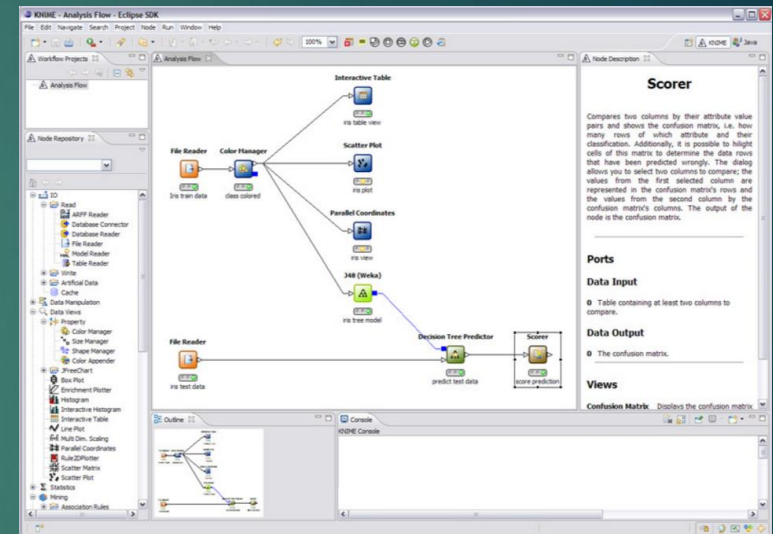 KNIME - Analysis Flow - Eclipse SDK
File Edit Navigate Search Project Node Run Window Help
100%
KNIME Java
Workflow Projects
Analysis Flow
Node Repository
IO
Read
ARFF Reader
Database Connector
Database Reader
File Reader
Model Reader
Table Reader
Write
Artificial Data
Cache
Data Manipulation
Data Views
Property
Color Manager
Size Manager
Shape Manager
Color Appender
JFreeChart
Box Plot
Enrichment Plotter
Histogram
Interactive Histogram
Interactive Table
Line Plot
Multi Dim. Scaling
Parallel Coordinates
Rule2DPlotter
Scatter Matrix
Scatter Plot
Statistics
Mining
Association Rules
Analysis Flow
Interactive Table
iris table view
File Reader
Color Manager
Iris train data
class colored
Scatter Plot
iris plot
Parallel Coordinates
iris view
J48 (Weka)
iris tree model
File Reader
iris test data
Decision Tree Predictor
predict test data
Scorer
score prediction
Outline
Console
KNIME Console
Node Description
Scorer
Compares two columns by their attribute value
pairs and shows the confusion matrix, i.e. how
many rows of which attribute and their
classification. Additionally, it is possible to hilight
cells of this matrix to determine the data rows
that have been predicted wrongly. The dialog
allows you to select two columns to compare; the
values from the first selected column are
represented in the confusion matrix's rows and
the values from the second column by the
confusion matrix's columns. The output of the
node is the confusion matrix.
Ports
Data Input
0 Table containing at least two columns to
compare.
Data Output
0 The confusion matrix.
Views
Confusion Matrix Displays the confusion matrix